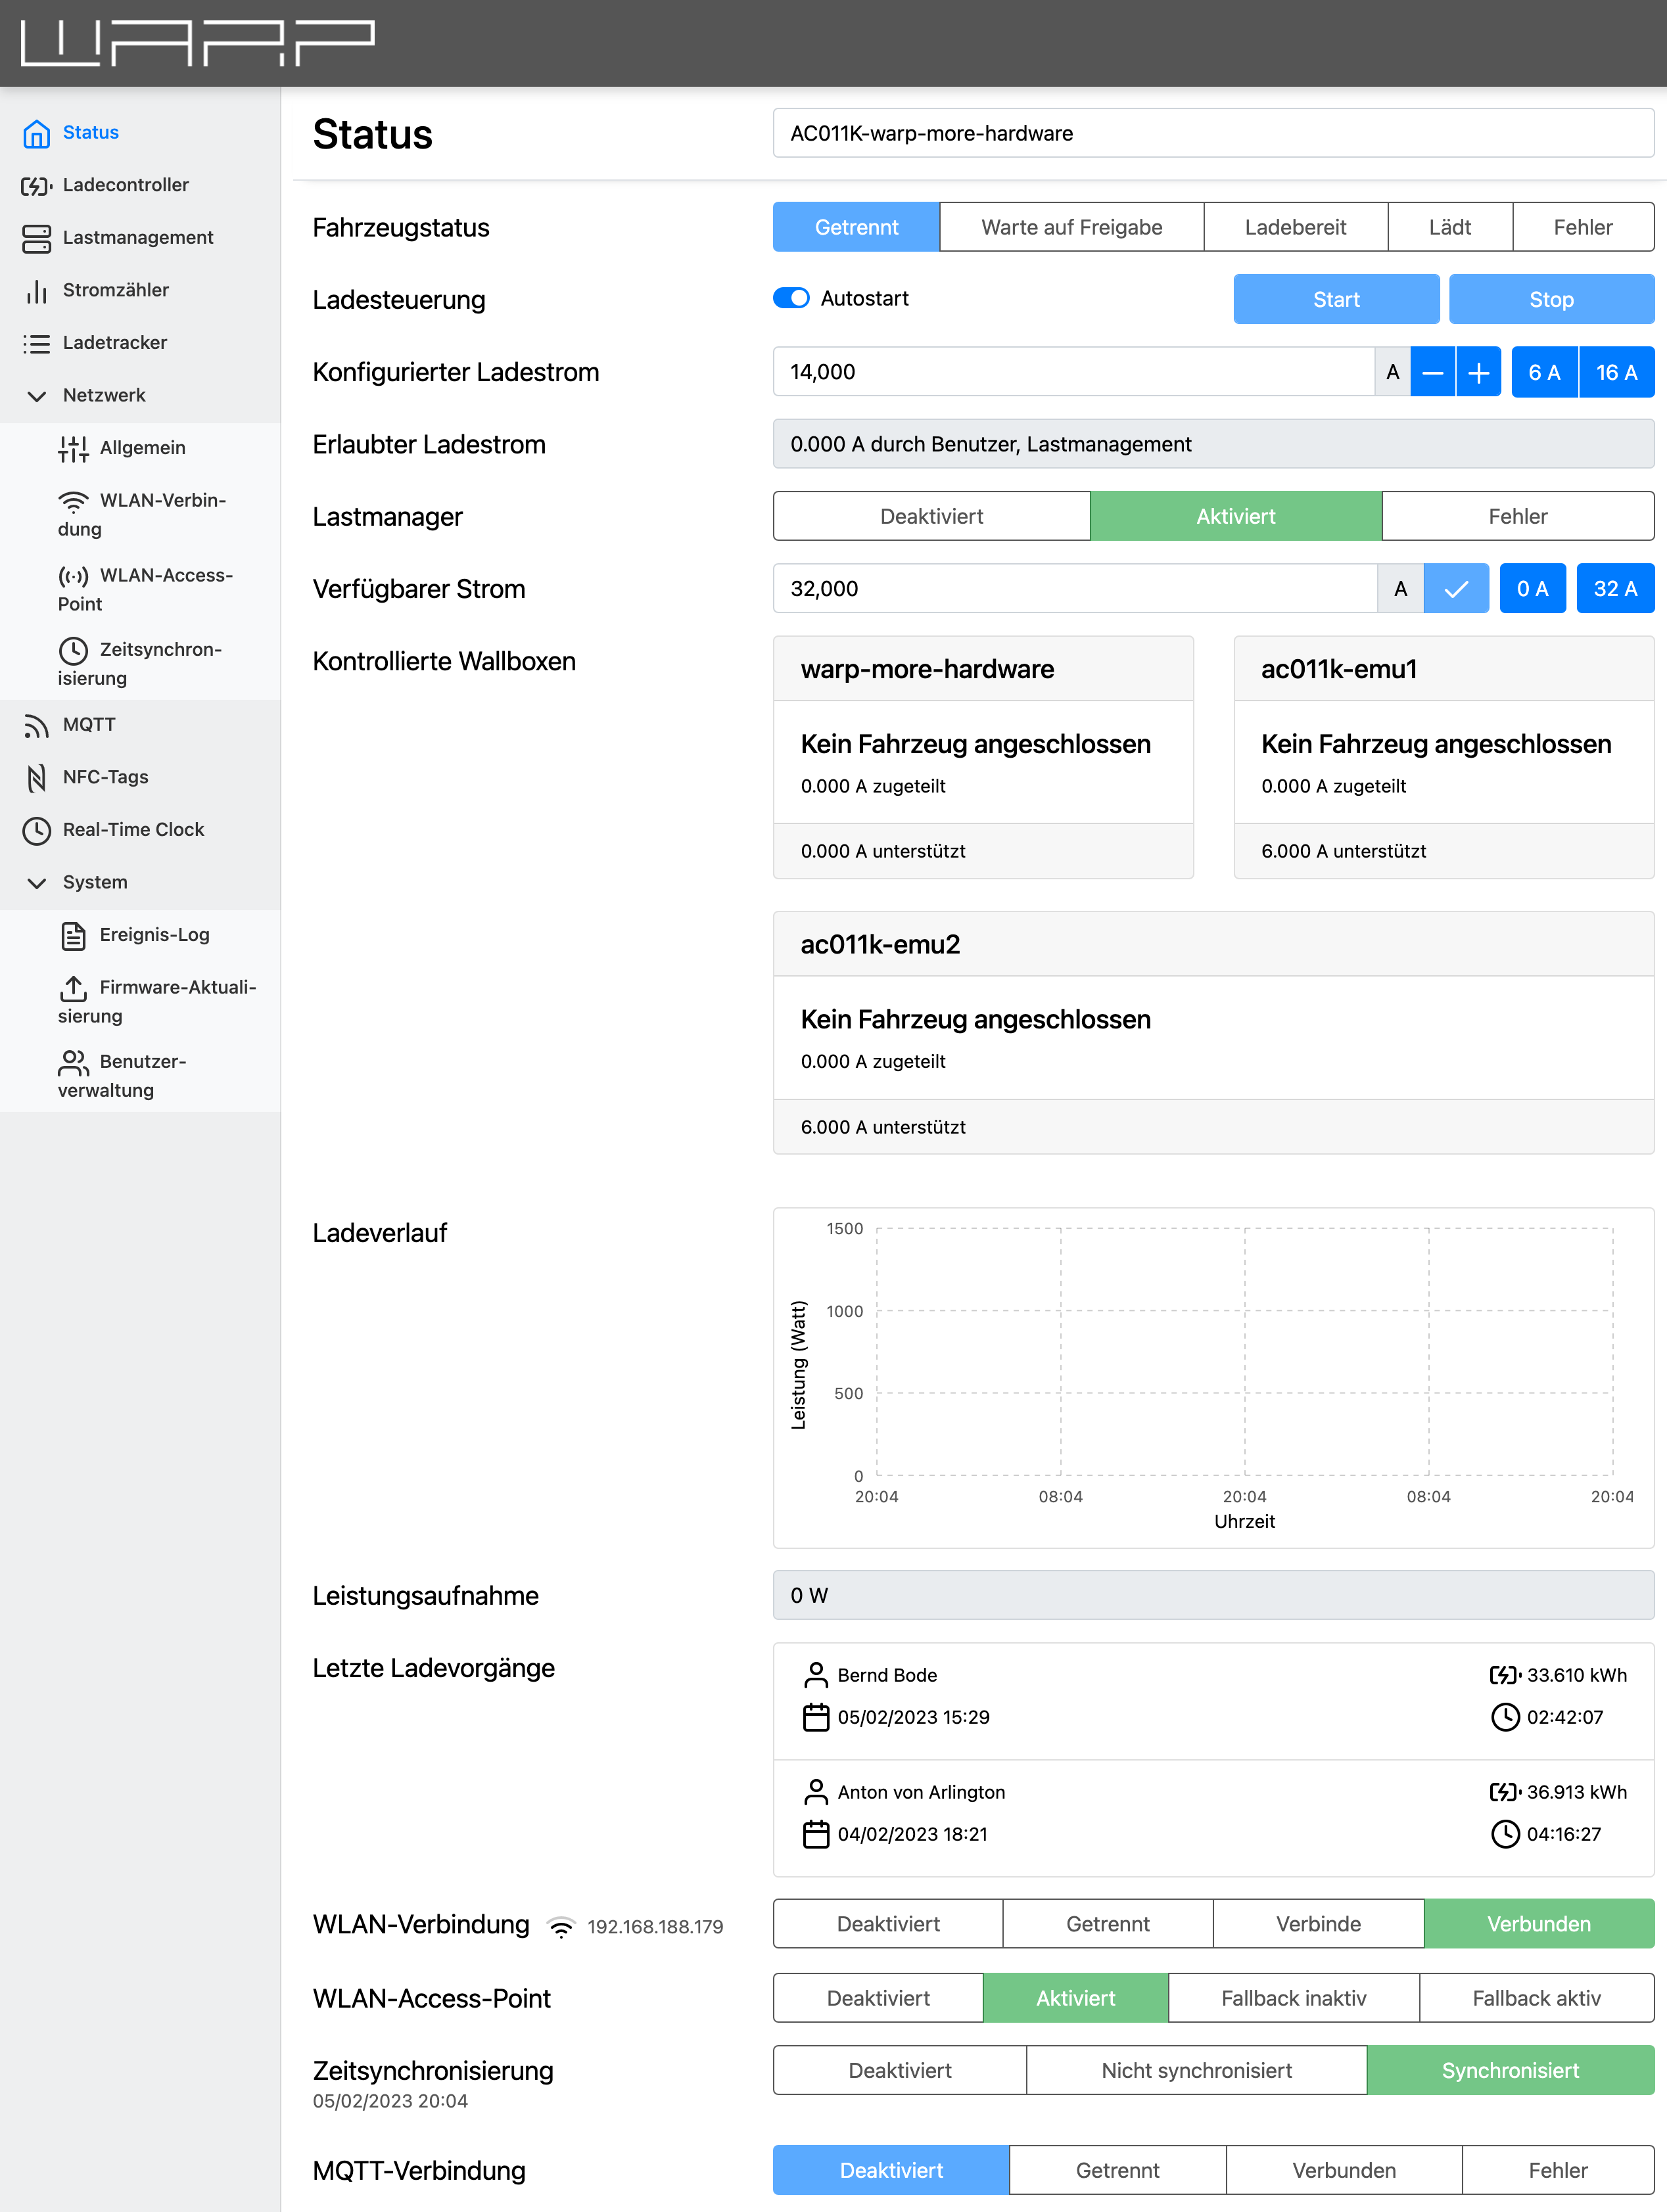 WARP
Status
Ladecontroller
Lastmanagement
Stromzähler
Ladetracker
Netzwerk
Allgemein
WLAN-Verbin-
dung
WLAN-Access-
Point
Zeitsynchron-
isierung
MQTT
NFC-Tags
Real-Time Clock
System
Ereignis-Log
Firmware-Aktuali-
sierung
Benutzer-
verwaltung
Status AC011K-warp-more-hardware
Fahrzeugstatus Getrennt Warte auf Freigabe Ladebereit Lädt Fehler
Ladesteuerung Autostart Start Stop
Konfigurierter Ladestrom 14,000 A 6 A 16 A
Erlaubter Ladestrom 0.000 A durch Benutzer, Lastmanagement
Lastmanager Deaktiviert Aktiviert Fehler
Verfügbarer Strom 32,000 A 0 A 32 A
Kontrollierte Wallboxen
warp-more-hardware
Kein Fahrzeug angeschlossen
0.000 A zugeteilt
0.000 A unterstützt
ac011k-emu1
Kein Fahrzeug angeschlossen
0.000 A zugeteilt
6.000 A unterstützt
ac011k-emu2
Kein Fahrzeug angeschlossen
0.000 A zugeteilt
6.000 A unterstützt
Ladeverlauf
Leistung (Watt)
1500
1000
500
0
20:04 08:04 20:04 08:04 20:04
Uhrzeit
Leistungsaufnahme 0 W
Letzte Ladevorgänge
Bernd Bode 33.610 kWh
05/02/2023 15:29 02:42:07
Anton von Arlington 36.913 kWh
04/02/2023 18:21 04:16:27
WLAN-Verbindung 192.168.188.179 Deaktiviert Getrennt Verbinde Verbunden
WLAN-Access-Point Deaktiviert Aktiviert Fallback inaktiv Fallback aktiv
Zeitsynchronisierung Deaktiviert Nicht synchronisiert Synchronisiert
05/02/2023 20:04
MQTT-Verbindung Deaktiviert Getrennt Verbunden Fehler